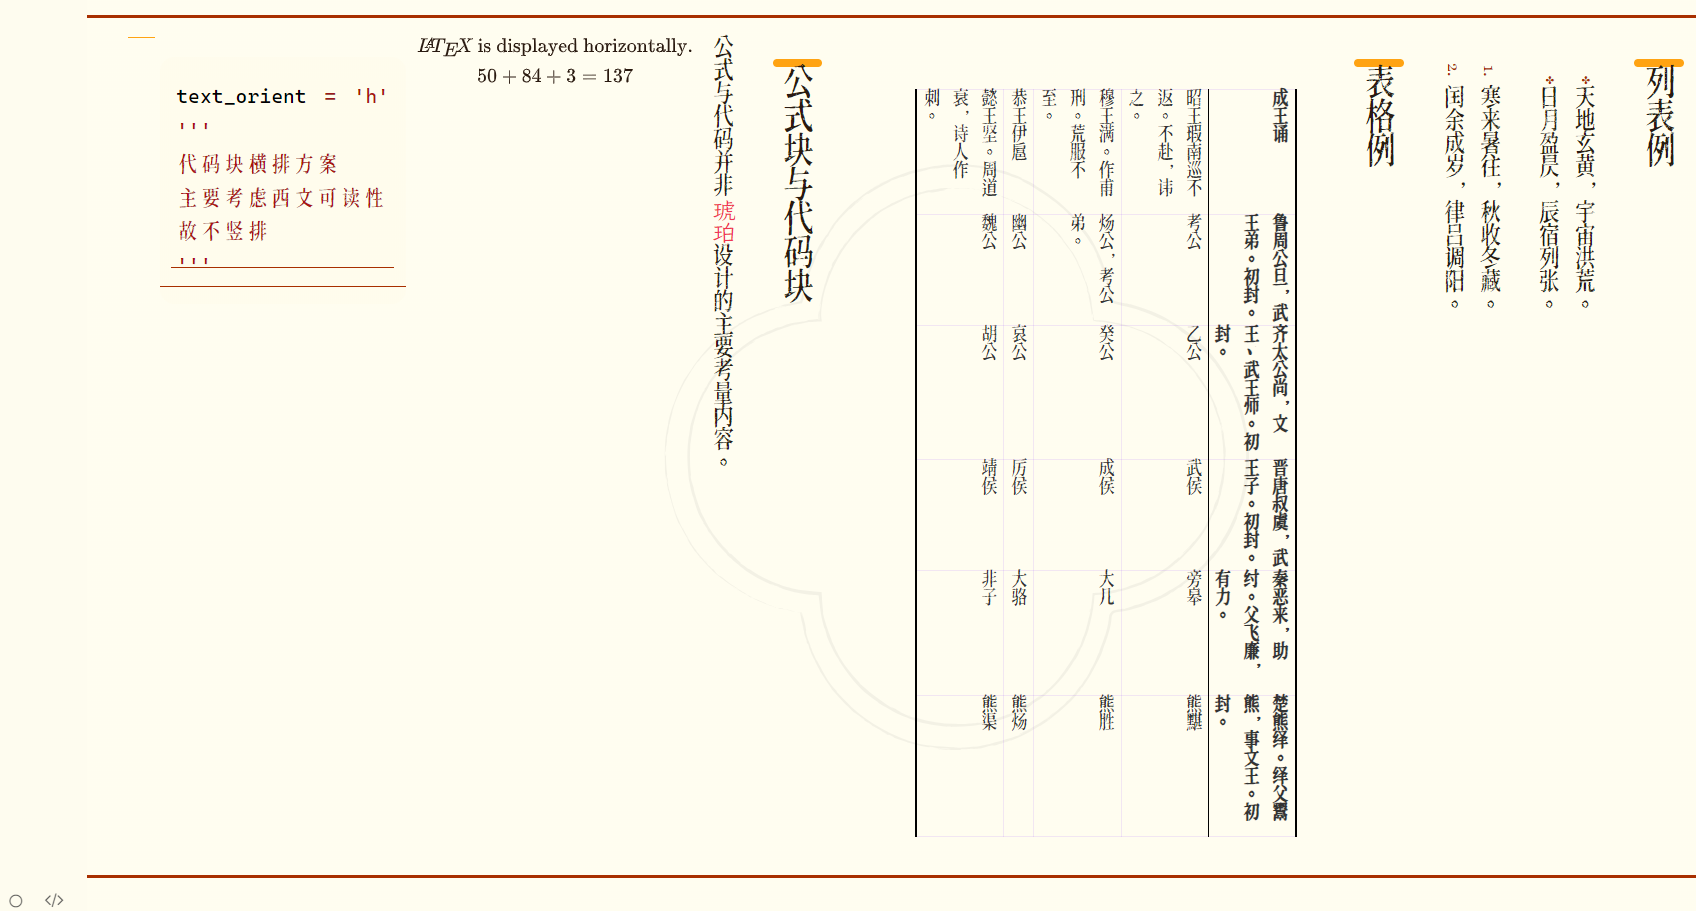 列表例
✤天地玄黄，宇宙洪荒。
✤日月盈昃，辰宿列张。
1. 寒来暑往，秋收冬藏。
2. 闰余成岁，律吕调阳。
表格例
成王诵
鲁周公旦，武
王弟。初封。
齐太公尚，文
王、武王师。初
封。
晋唐叔虞，武
王子。初封。
秦恶来，助
纣。父飞廉，
有力。
楚熊绎。绎父鬻
熊，事文王。初
封。
昭王瑕南巡不
返。不赴，讳
之。
考公
乙公
武侯
旁皋
熊黮
穆王满。作甫
刑。荒服不
至。
炀公，考公
弟。
癸公
成侯
大几
熊胜
恭王伊扈
幽公
哀公
厉侯
大骆
熊炀
懿王坚。周道
衰，诗人作
刺。
魏公
胡公
靖侯
非子
熊渠
公式块与代码块
公式与代码并非琥珀设计的主要考量内容。
LATEX is displayed horizontally.
50 + 84 + 3 = 137
text_orient = 'h'
'''
代码块横排方案
主要考虑西文可读性
故不竖排
'''